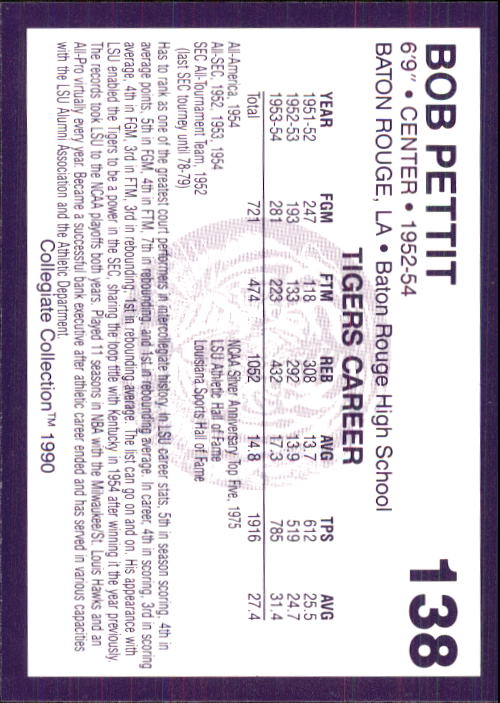 BOB PETTIT 138
6'9" • CENTER • 1952-54
BATON ROUGE, LA • Baton Rouge High School
TIGERS CAREER
YEAR FGM FTM REB AVG TPS AVG
1951-52 247 118 308 13.7 612 25.5
1952-53 193 133 292 13.9 519 24.7
1953-54 281 223 432 17.3 785 31.4
Total 721 474 1052 14.8 1916 27.4
All-America, 1954 NCAA Silver Anniversary Top Five, 1975
All-SEC, 1952, 1953, 1954 LSU Athletic Hall of Fame
SEC All-Tournament Team, 1952 Louisiana Sports Hall of Fame
(last SEC tourney until 78-79)
Has to rank as one of the greatest court performers in intercollegiate history. In LSU career stats, 5th in season scoring, 4th in
average points, 5th in FGM, 4th in FTM, 7th in rebounding, and 1st in rebounding average. In career, 4th in scoring, 3rd in scoring
average, 4th in FGM, 3rd in FTM, 3rd in rebounding, 1st in rebounding average. The list can go on and on. His appearance with
LSU enabled the Tigers to be a power in the SEC, sharing the loop title with Kentucky in 1954 after winning it the year previously.
The records took LSU to the NCAA playoffs both years. Played 11 seasons in NBA with the Milwaukee/St. Louis Hawks and an
All-Pro virtually every year. Became a successful bank executive after athletic career ended and has served in various capacities
with the LSU Alumni Association and the Athletic Department.
Collegiate Collection™ 1990